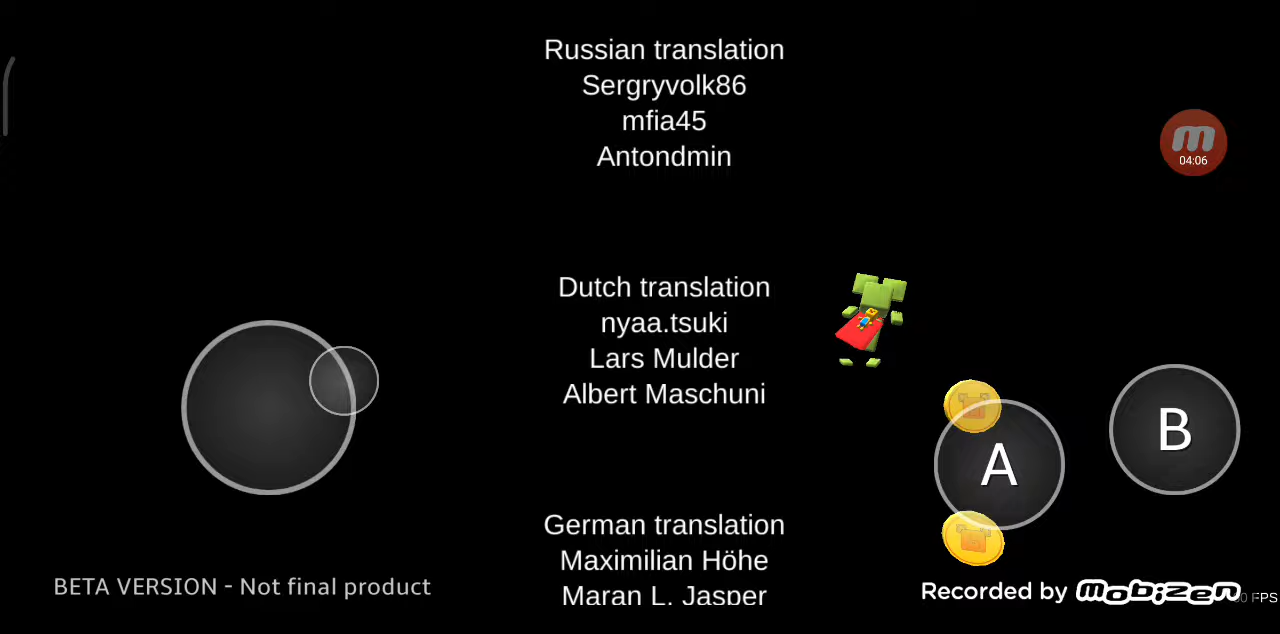 Russian translation
Sergryvolk86
mfia45
Antondmin
04:06
Dutch translation
nyaa.tsuki
Lars Mulder
Albert Maschuni
A
B
German translation
Maximilian Höhe
Maran L. Jasper
BETA VERSION - Not final product
Recorded by mobizen
FPS